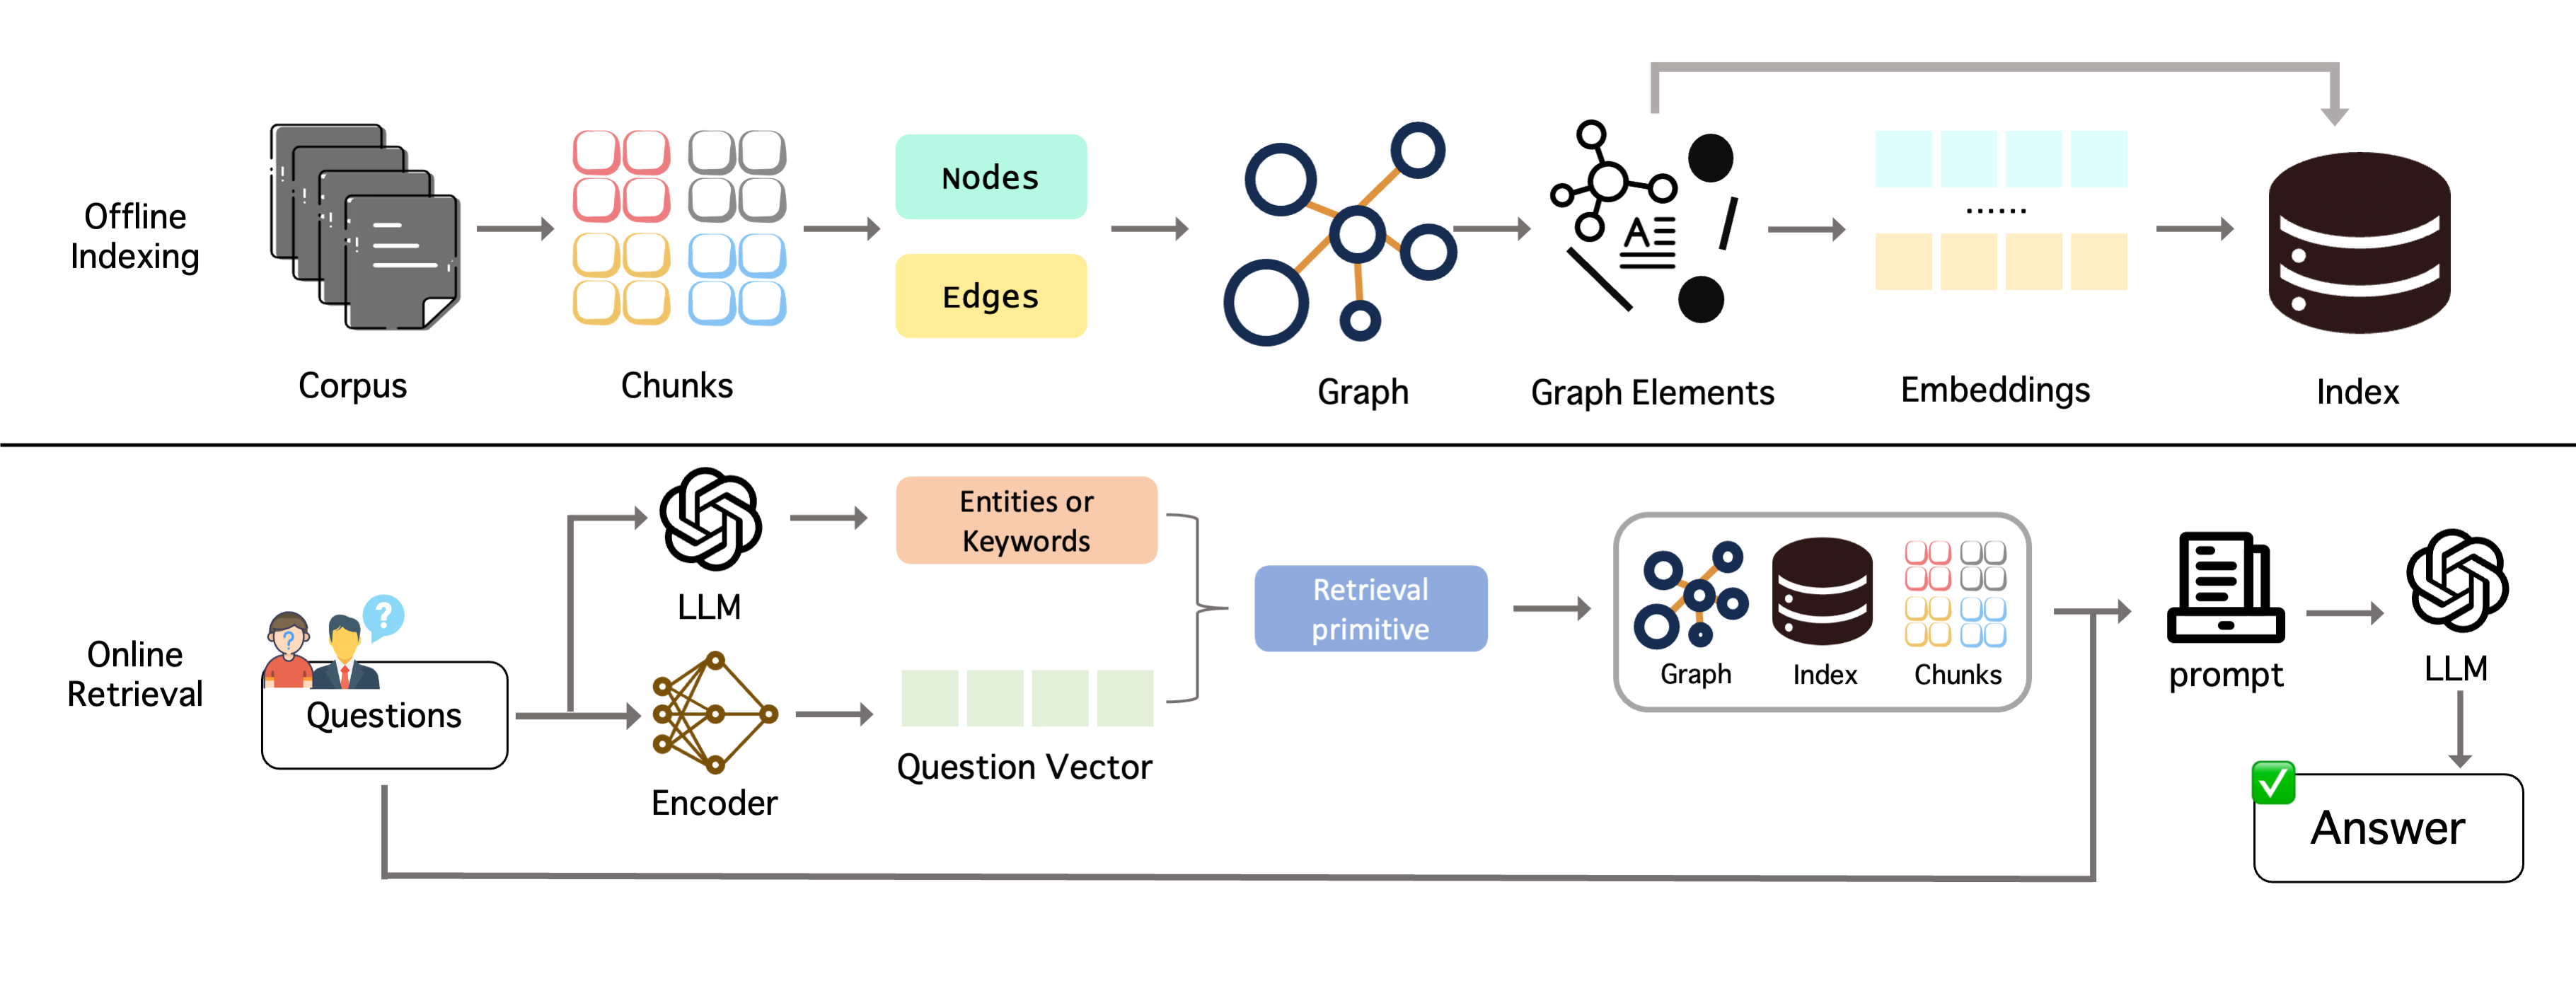 Offline
Indexing
Nodes
Edges
A
Corpus
Chunks
Graph
Graph Elements
......
Embeddings
Index
Online
Retrieval
?
?
Questions
LLM
Encoder
Entities or
Keywords
Question Vector
Retrieval
primitive
Graph
Index
Chunks
prompt
LLM
Answer